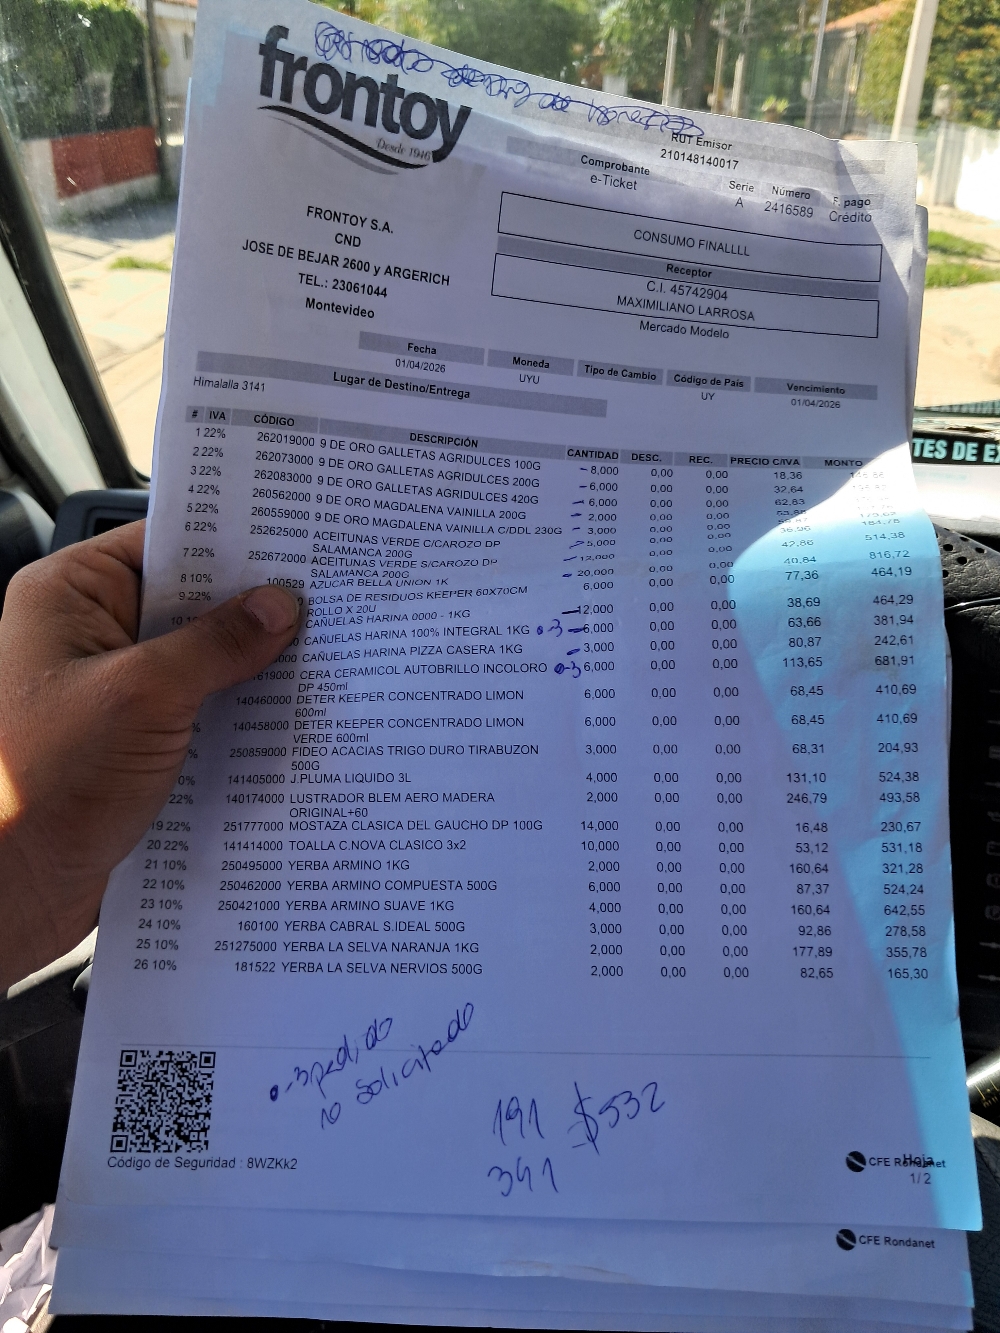 frontoy
Desde 1946
RUT Emisor
210148140017
Comprobante
e-Ticket
Serie
A
Número
2416589
F. pago
Crédito
FRONTOY S.A.
CND
JOSE DE BEJAR 2600 y ARGERICH
TEL.: 23061044
Montevideo
CONSUMO FINALLLL
Receptor
C.I. 45742904
MAXIMILIANO LARROSA
Mercado Modelo
Fecha
01/04/2026
Moneda
UYU
Tipo de Cambio
Código de País
UY
Vencimiento
01/04/2026
Lugar de Destino/Entrega
Himalalla 3141
# IVA CÓDIGO DESCRIPCIÓN CANTIDAD DESC. REC. PRECIO C/IVA MONTO
1 22% 262019000 9 DE ORO GALLETAS AGRIDULCES 100G 8,000 0,00 0,00 18,36
2 22% 262073000 9 DE ORO GALLETAS AGRIDULCES 200G 6,000 0,00 0,00 32,64
3 22% 262083000 9 DE ORO GALLETAS AGRIDULCES 420G 6,000 0,00 0,00 62,83
4 22% 260562000 9 DE ORO MAGDALENA VAINILLA 200G 2,000 0,00 0,00
5 22% 260559000 9 DE ORO MAGDALENA VAINILLA C/DDL 230G 3,000 0,00 0,00
6 22% 252625000 ACEITUNAS VERDE C/CAROZO DP SALAMANCA 200G 5,000 0,00 0,00 42,86 514,38
7 22% 252672000 ACEITUNAS VERDE S/CAROZO DP SALAMANCA 200G 12,000 0,00 0,00 40,84 816,72
8 10% 100529 AZUCAR BELLA UNION 1K 20,000 0,00 0,00 77,36 464,19
9 22% BOLSA DE RESIDUOS KEEPER 60X70CM ROLLO X 20U 6,000 0,00 0,00 38,69 464,29
10 CAÑUELAS HARINA 0000 - 1KG 12,000 0,00 0,00 63,66 381,94
CAÑUELAS HARINA 100% INTEGRAL 1KG -3 6,000 0,00 0,00 80,87 242,61
CAÑUELAS HARINA PIZZA CASERA 1KG 3,000 0,00 0,00 113,65 681,91
CERA CERAMICOL AUTOBRILLO INCOLORO DP 450ml -3 6,000 0,00 0,00 68,45 410,69
140460000 DETER KEEPER CONCENTRADO LIMON 600ml 6,000 0,00 0,00 68,45 410,69
140458000 DETER KEEPER CONCENTRADO LIMON VERDE 600ml 6,000 0,00 0,00 68,31 204,93
250859000 FIDEO ACACIAS TRIGO DURO TIRABUZON 500G 3,000 0,00 0,00 131,10 524,38
141405000 J.PLUMA LIQUIDO 3L 4,000 0,00 0,00 246,79 493,58
22% 140174000 LUSTRADOR BLEM AERO MADERA ORIGINAL+60 2,000 0,00 0,00
19 22% 251777000 MOSTAZA CLASICA DEL GAUCHO DP 100G 14,000 0,00 0,00 16,48 230,67
20 22% 141414000 TOALLA C.NOVA CLASICO 3x2 10,000 0,00 0,00 53,12 531,18
21 10% 250495000 YERBA ARMINO 1KG 2,000 0,00 0,00 160,64 321,28
22 10% 250462000 YERBA ARMINO COMPUESTA 500G 6,000 0,00 0,00 87,37 524,24
23 10% 250421000 YERBA ARMINO SUAVE 1KG 4,000 0,00 0,00 160,64 642,55
24 10% 160100 YERBA CABRAL S.IDEAL 500G 3,000 0,00 0,00 92,86 278,58
25 10% 251275000 YERBA LA SELVA NARANJA 1KG 2,000 0,00 0,00 177,89 355,78
26 10% 181522 YERBA LA SELVA NERVIOS 500G 2,000 0,00 0,00 82,65 165,30
-3 pedido
no solicitado
191 $532
341
Código de Seguridad : 8WZKk2
CFE Rondanet
Hoja
1/2
CFE Rondanet
TES DE EX